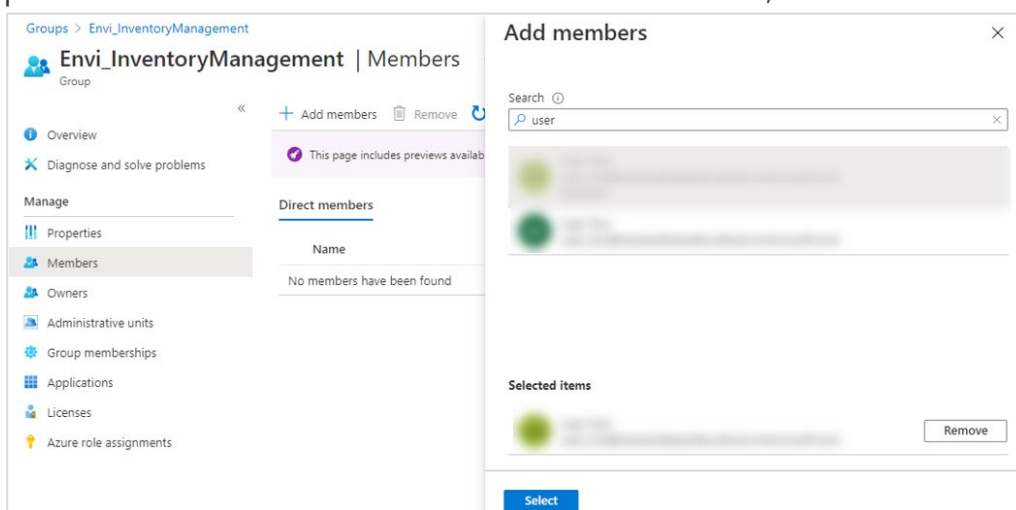 Groups > Envi_InventoryManagement
Envi_InventoryManagement | Members
Group
«
Overview
Diagnose and solve problems
Manage
Properties
Members
Owners
Administrative units
Group memberships
Applications
Licenses
Azure role assignments
+ Add members Remove
This page includes previews availab
Direct members
Name
No members have been found
Add members
Search
user
Selected items
Remove
Select